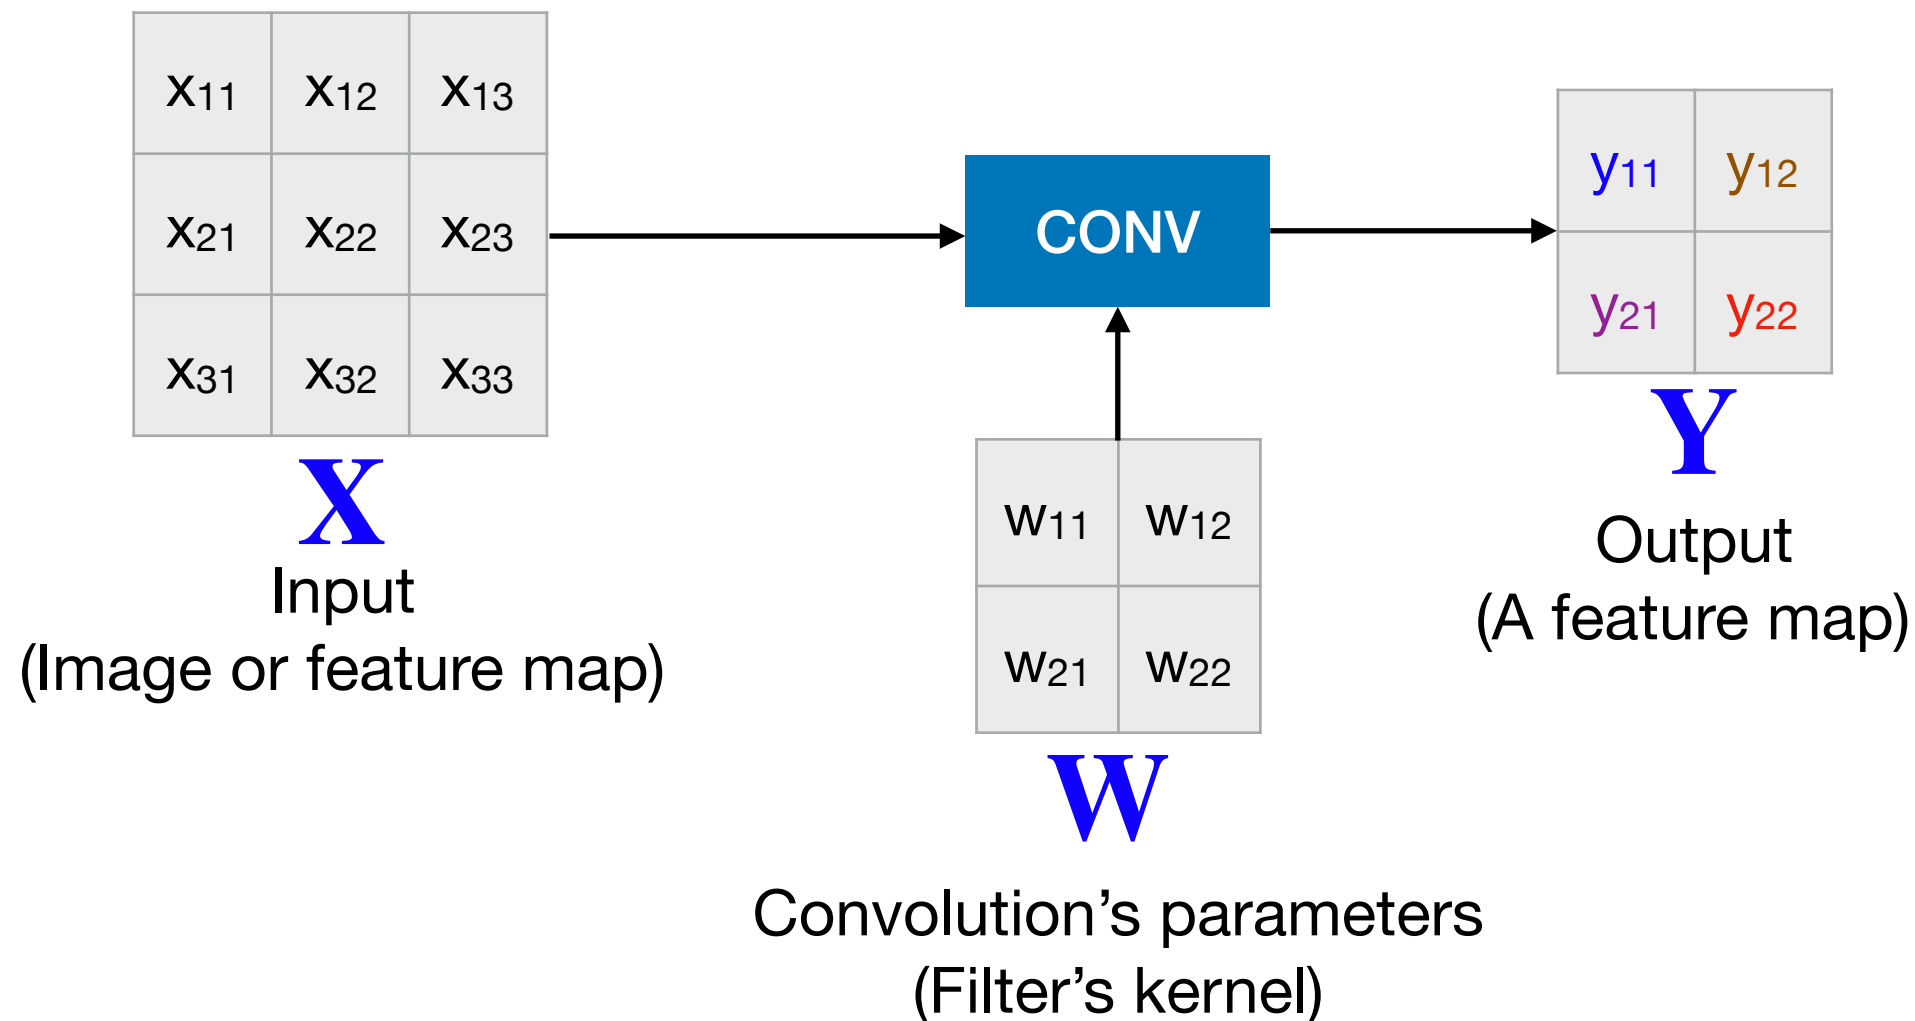 x11 x12 x13
x21 x22 x23
x31 x32 x33
X
Input
(Image or feature map)
CONV
w11 w12
w21 w22
W
Convolution’s parameters
(Filter’s kernel)
y11 y12
y21 y22
Y
Output
(A feature map)